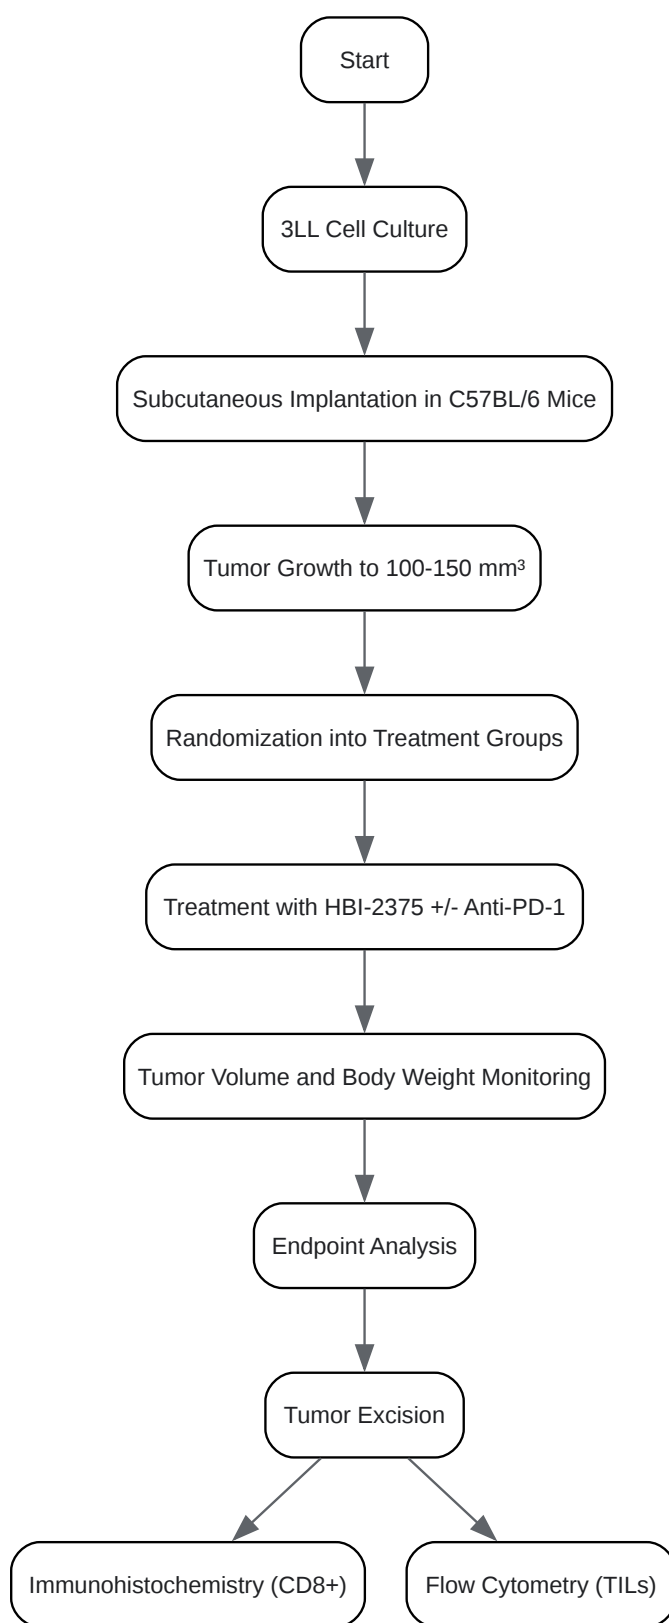 Start
3LL Cell Culture
Subcutaneous Implantation in C57BL/6 Mice
Tumor Growth to 100-150 mm³
Randomization into Treatment Groups
Treatment with HBI-2375 +/- Anti-PD-1
Tumor Volume and Body Weight Monitoring
Endpoint Analysis
Tumor Excision
Immunohistochemistry (CD8+)
Flow Cytometry (TILs)